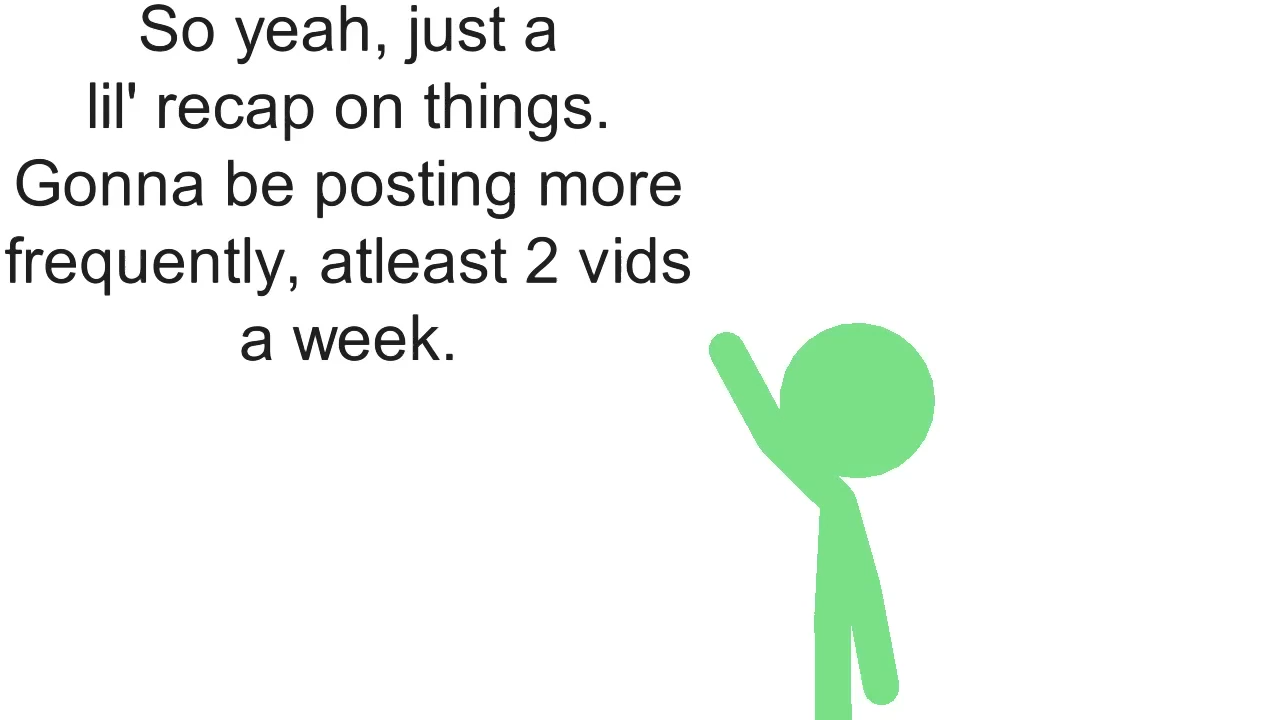 So yeah, just a
lil' recap on things.
Gonna be posting more
frequently, atleast 2 vids
a week.